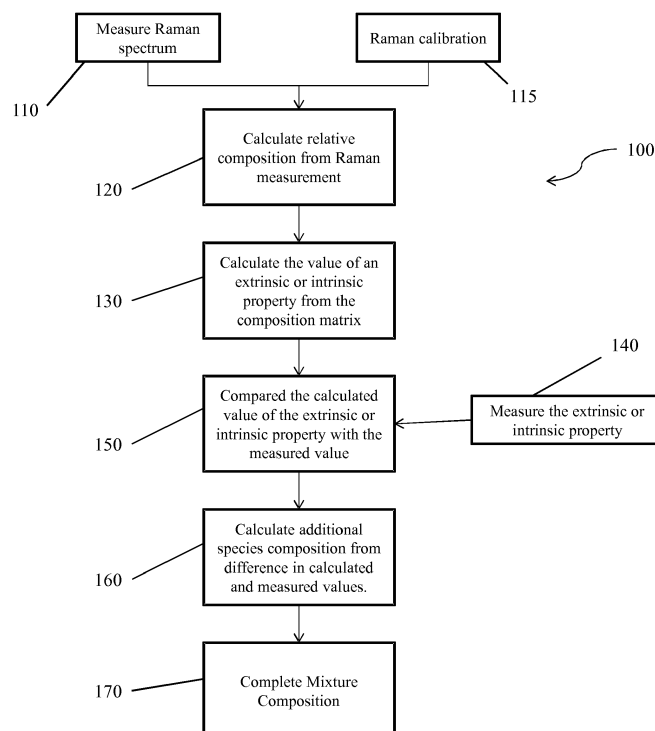 Measure Raman
spectrum
Raman calibration
110
115
Calculate relative
composition from Raman
measurement
100
120
Calculate the value of an
extrinsic or intrinsic
property from the
composition matrix
130
140
Compared the calculated
value of the extrinsic or
intrinsic property with the
measured value
Measure the extrinsic or
intrinsic property
150
Calculate additional
species composition from
difference in calculated
and measured values.
160
Complete Mixture
Composition
170